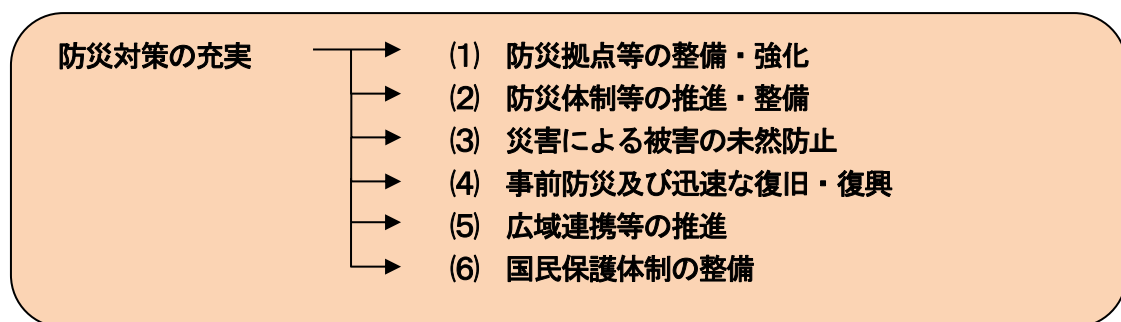 防災対策の充実
(1) 防災拠点等の整備・強化
(2) 防災体制等の推進・整備
(3) 災害による被害の未然防止
(4) 事前防災及び迅速な復旧・復興
(5) 広域連携等の推進
(6) 国民保護体制の整備